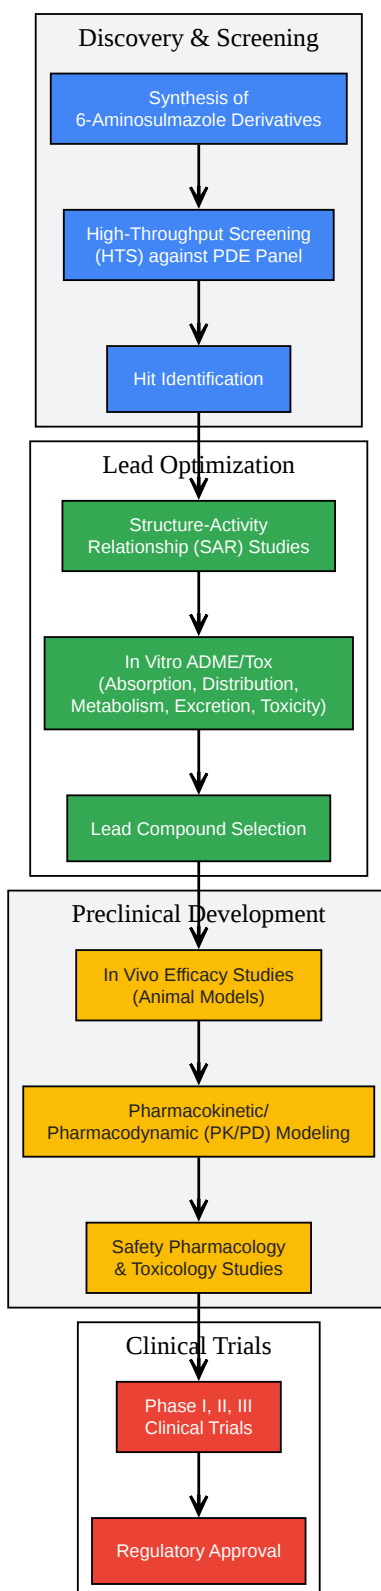 Discovery & Screening
Synthesis of
6-Aminosulmazole Derivatives
High-Throughput Screening
(HTS) against PDE Panel
Hit Identification
Lead Optimization
Structure-Activity
Relationship (SAR) Studies
In Vitro ADME/Tox
(Absorption, Distribution,
Metabolism, Excretion, Toxicity)
Lead Compound Selection
Preclinical Development
In Vivo Efficacy Studies
(Animal Models)
Pharmacokinetic/
Pharmacodynamic (PK/PD) Modeling
Safety Pharmacology
& Toxicology Studies
Clinical Trials
Phase I, II, III
Clinical Trials
Regulatory Approval